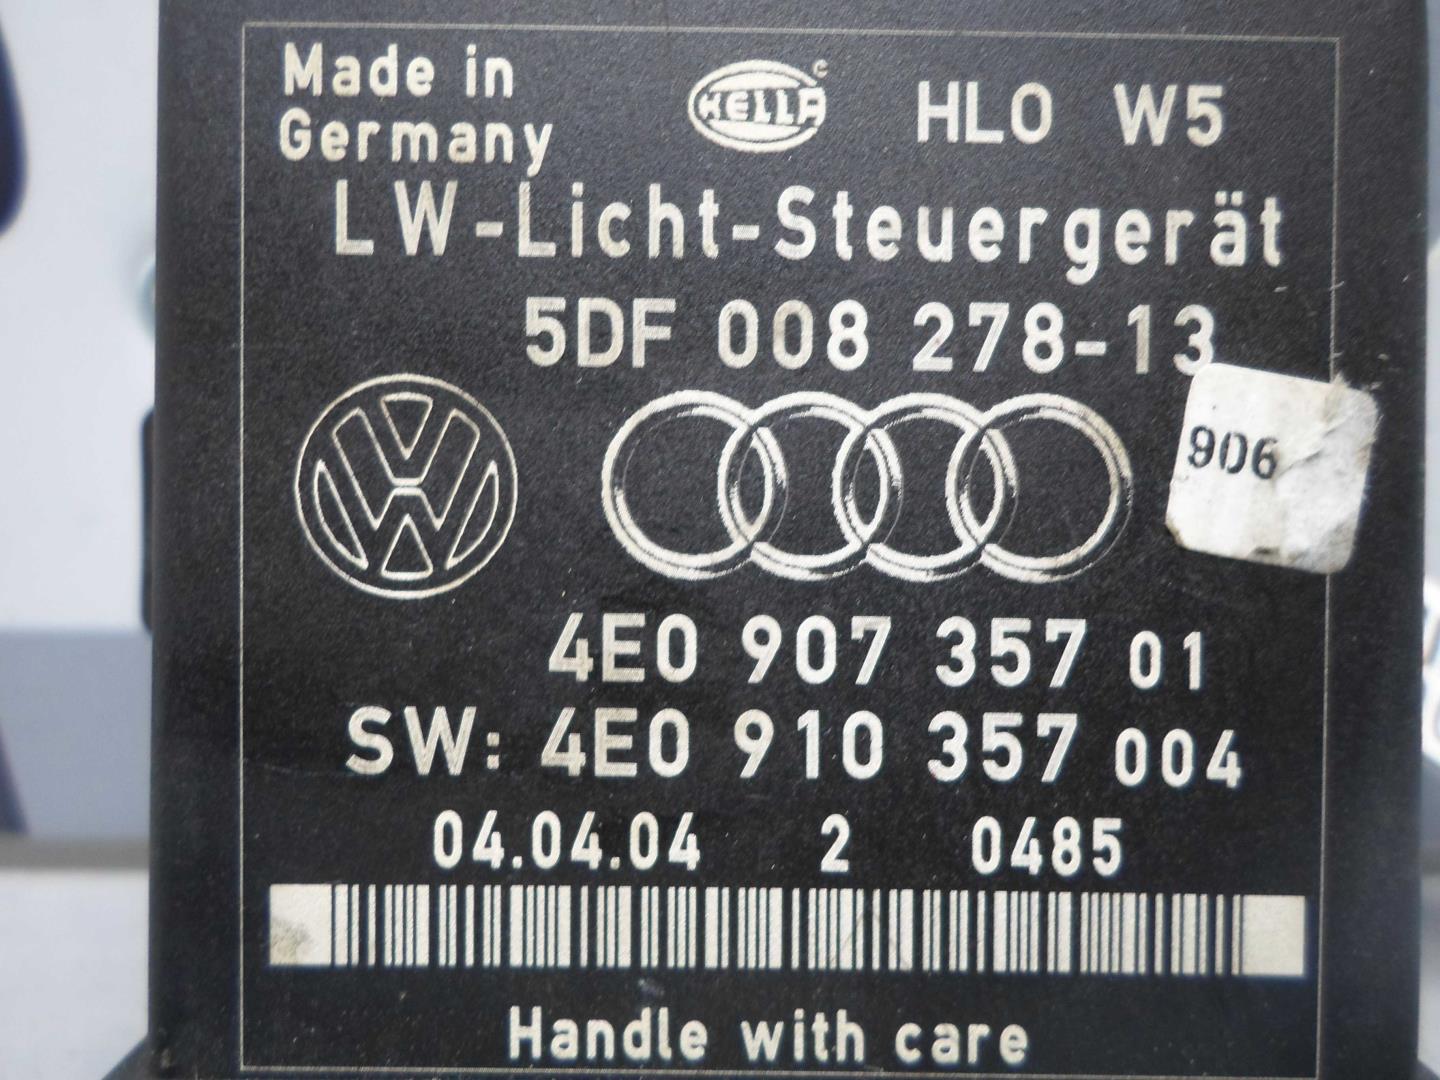 Made in
Germany
HELLA
c
HLO W5
LW-Licht-Steuergerät
5DF 008 278-13
906
4E0 907 357 01
SW: 4E0 910 357 004
04.04.04 2 0485
Handle with care